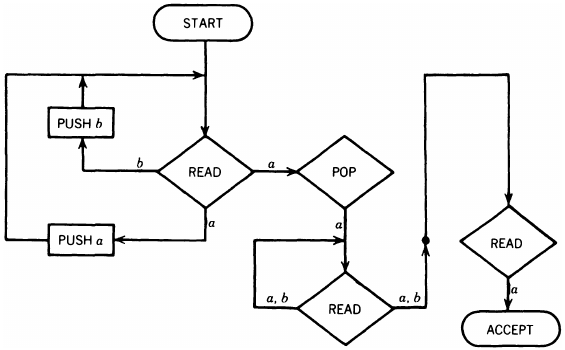 START
PUSH b
b
READ
a
POP
a
a
PUSH a
READ
a, b
READ
a, b
a
ACCEPT